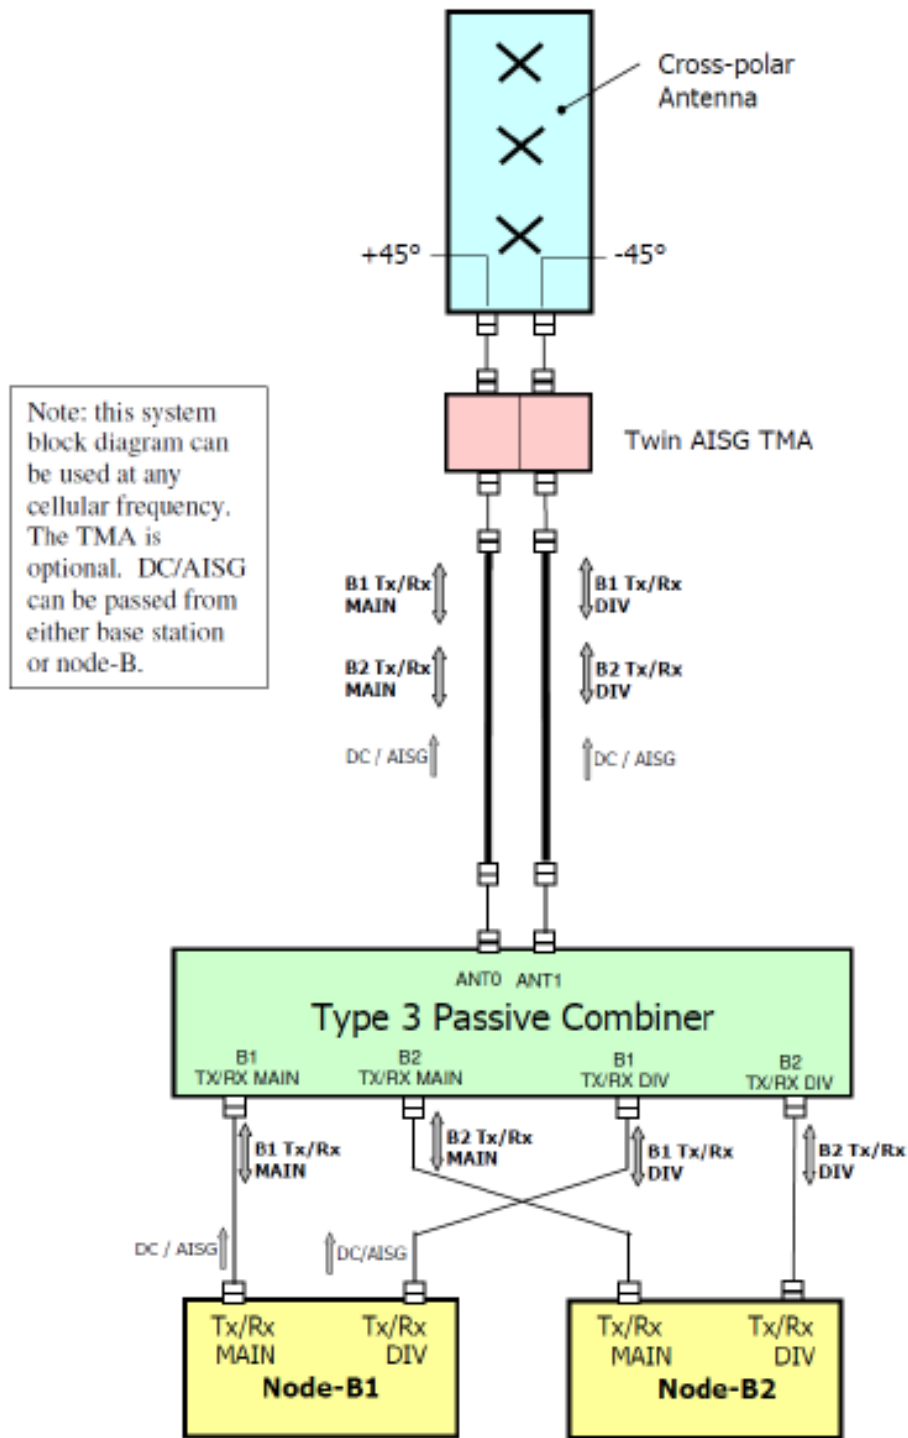 Cross-polar
Antenna
+45°
-45°
Note: this system
block diagram can
be used at any
cellular frequency.
The TMA is
optional.  DC/AISG
can be passed from
either base station
or node-B.
Twin AISG TMA
B1 Tx/Rx
MAIN
B1 Tx/Rx
DIV
B2 Tx/Rx
MAIN
B2 Tx/Rx
DIV
DC / AISG
DC / AISG
ANT0 ANT1
Type 3 Passive Combiner
B1
TX/RX MAIN
B2
TX/RX MAIN
B1
TX/RX DIV
B2
TX/RX DIV
B1 Tx/Rx
MAIN
B2 Tx/Rx
MAIN
B1 Tx/Rx
DIV
B2 Tx/Rx
DIV
DC / AISG
DC/AISG
Tx/Rx
MAIN
Tx/Rx
DIV
Node-B1
Tx/Rx
MAIN
Tx/Rx
DIV
Node-B2